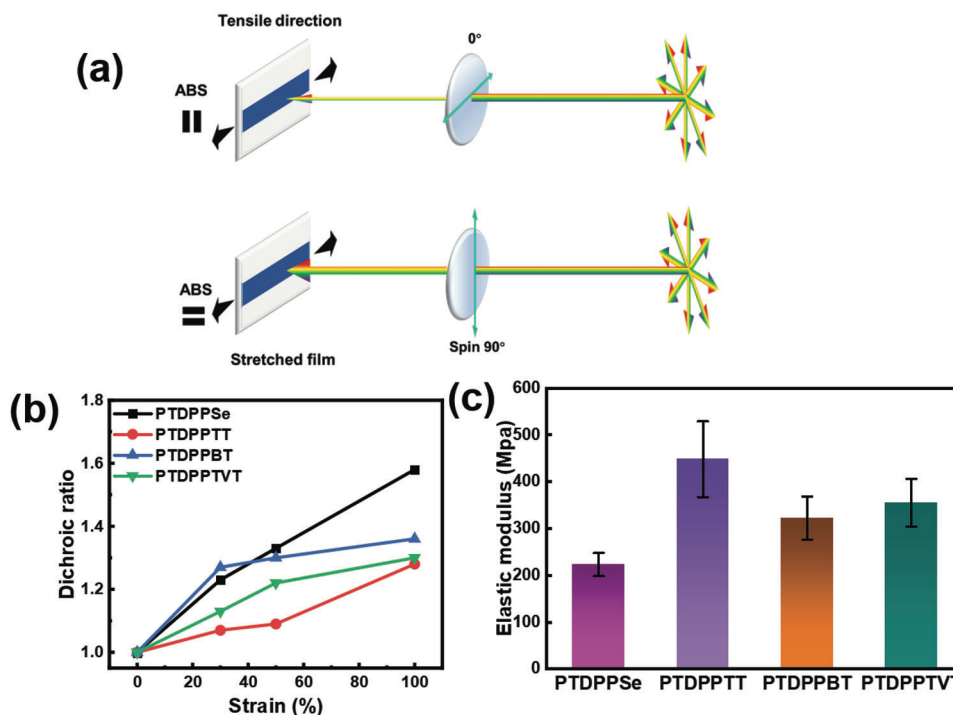 (a)
Tensile direction
0°
ABS
ABS
Spin 90°
Stretched film
(b)
1.8
1.6
1.4
1.2
1.0
Dichroic ratio
PTDPPSe
PTDPPTT
PTDPPBT
PTDPPTVT
0 20 40 60 80 100
Strain (%)
(c)
600
500
400
300
200
100
0
Elastic modulus (Mpa)
PTDPPSe PTDPPTT PTDPPBT PTDPPTVT